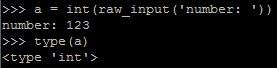 >>> a = int(raw_input('number: '))
number: 123
>>> type(a)
<type 'int'>